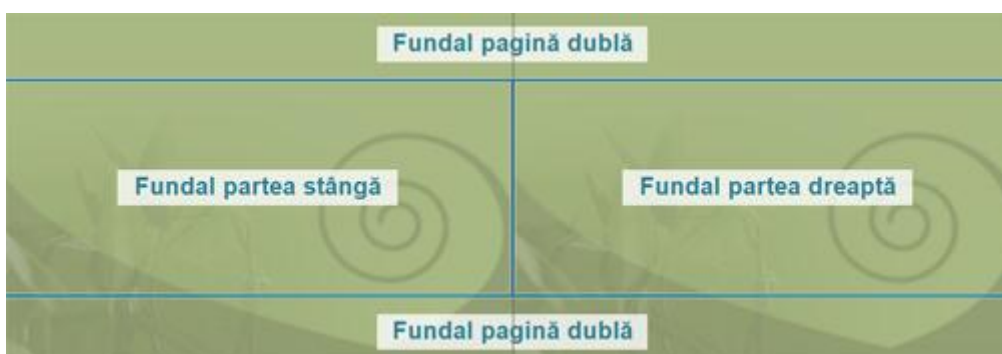 Fundal pagină dublă
Fundal partea stângă
Fundal partea dreaptă
Fundal pagină dublă